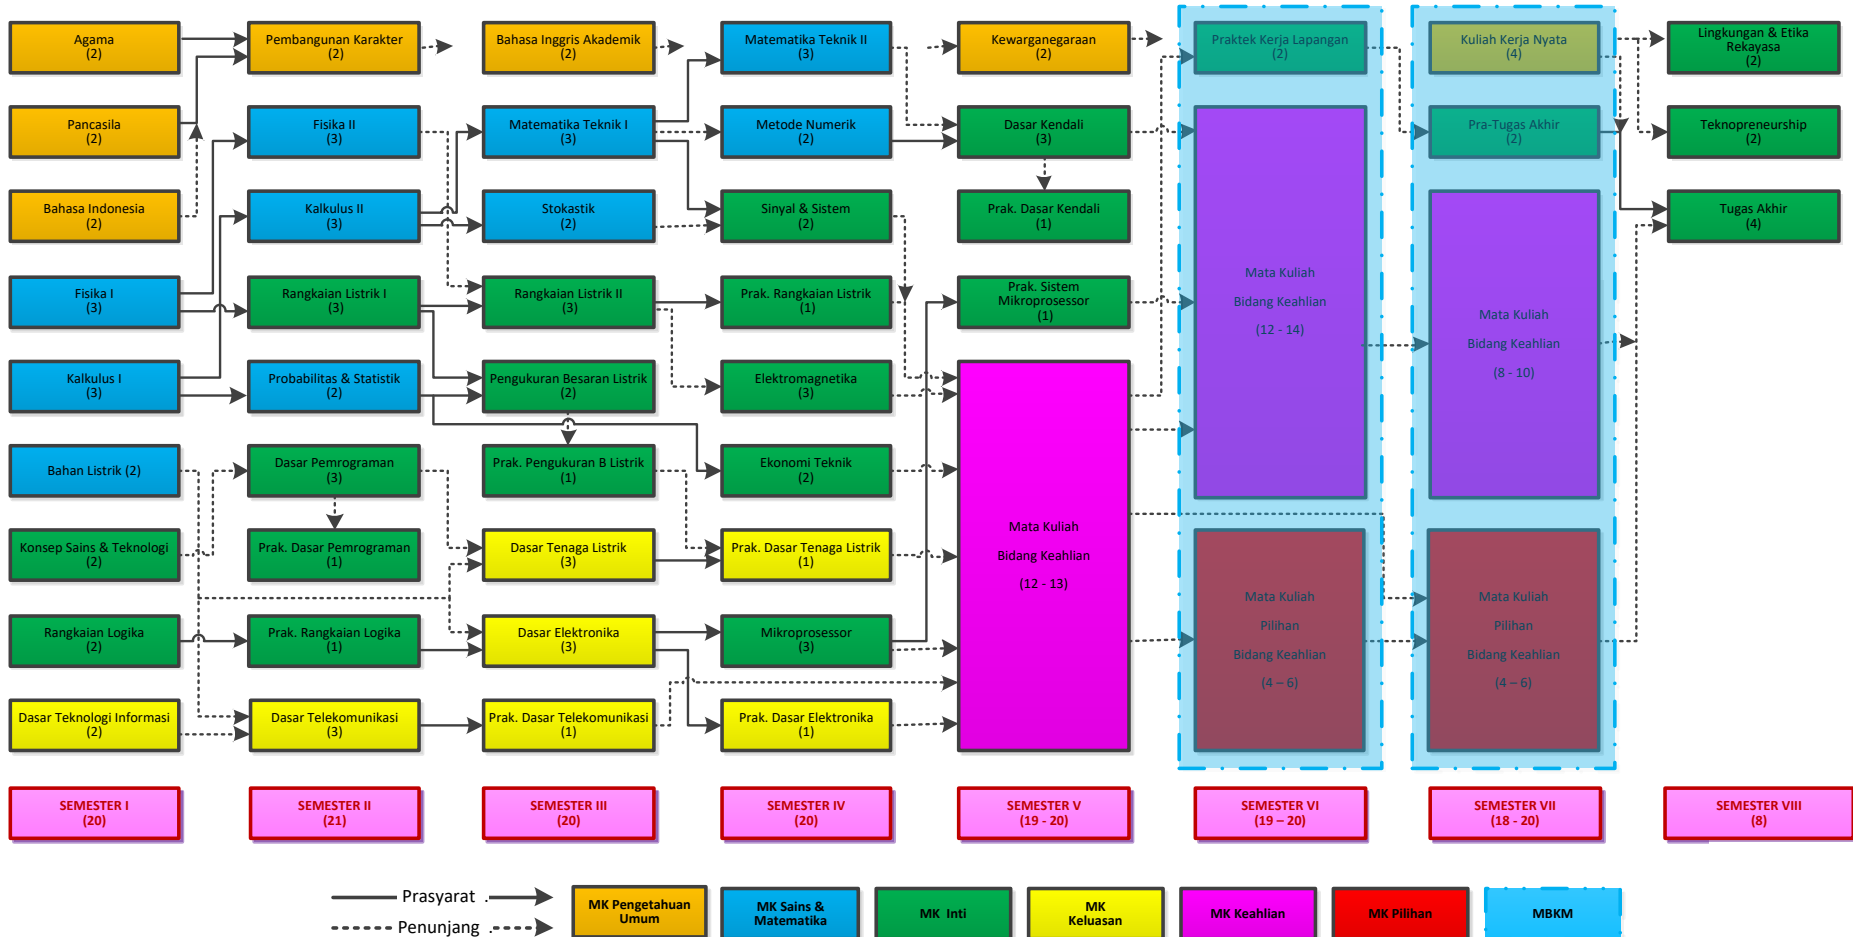 Agama
(2)
Pembangunan Karakter
(2)
Bahasa Inggris Akademik
(2)
Matematika Teknik II
(3)
Kewarganegaraan
(2)
Praktek Kerja Lapangan
(2)
Kuliah Kerja Nyata
(4)
Lingkungan & Etika
Rekayasa
(2)
Pancasila
(2)
Fisika II
(3)
Matematika Teknik I
(3)
Metode Numerik
(2)
Dasar Kendali
(3)
Pra-Tugas Akhir
(2)
Teknopreneurship
(2)
Bahasa Indonesia
(2)
Kalkulus II
(3)
Stokastik
(2)
Sinyal & Sistem
(2)
Prak. Dasar Kendali
(1)
Tugas Akhir
(4)
Fisika I
(3)
Rangkaian Listrik I
(3)
Rangkaian Listrik II
(3)
Prak. Rangkaian Listrik
(1)
Prak. Sistem
Mikroprosessor
(1)
Mata Kuliah
Bidang Keahlian
(12 - 14)
Mata Kuliah
Bidang Keahlian
(8 - 10)
Kalkulus I
(3)
Probabilitas & Statistik
(2)
Pengukuran Besaran Listrik
(2)
Elektromagnetika
(3)
Bahan Listrik (2)
Dasar Pemrograman
(3)
Prak. Pengukuran B Listrik
(1)
Ekonomi Teknik
(2)
Mata Kuliah
Bidang Keahlian
(12 - 13)
Konsep Sains & Teknologi
(2)
Prak. Dasar Pemrograman
(1)
Dasar Tenaga Listrik
(3)
Prak. Dasar Tenaga Listrik
(1)
Mata Kuliah
Pilihan
Bidang Keahlian
(4 – 6)
Mata Kuliah
Pilihan
Bidang Keahlian
(4 – 6)
Rangkaian Logika
(2)
Prak. Rangkaian Logika
(1)
Dasar Elektronika
(3)
Mikroprosessor
(3)
Dasar Teknologi Informasi
(2)
Dasar Telekomunikasi
(3)
Prak. Dasar Telekomunikasi
(1)
Prak. Dasar Elektronika
(1)
SEMESTER I
(20)
SEMESTER II
(21)
SEMESTER III
(20)
SEMESTER IV
(20)
SEMESTER V
(19 - 20)
SEMESTER VI
(19 – 20)
SEMESTER VII
(18 - 20)
SEMESTER VIII
(8)
Prasyarat .
Penunjang .
MK Pengetahuan
Umum
MK Sains &
Matematika
MK  Inti
MK
Keluasan
MK Keahlian
MK Pilihan
MBKM